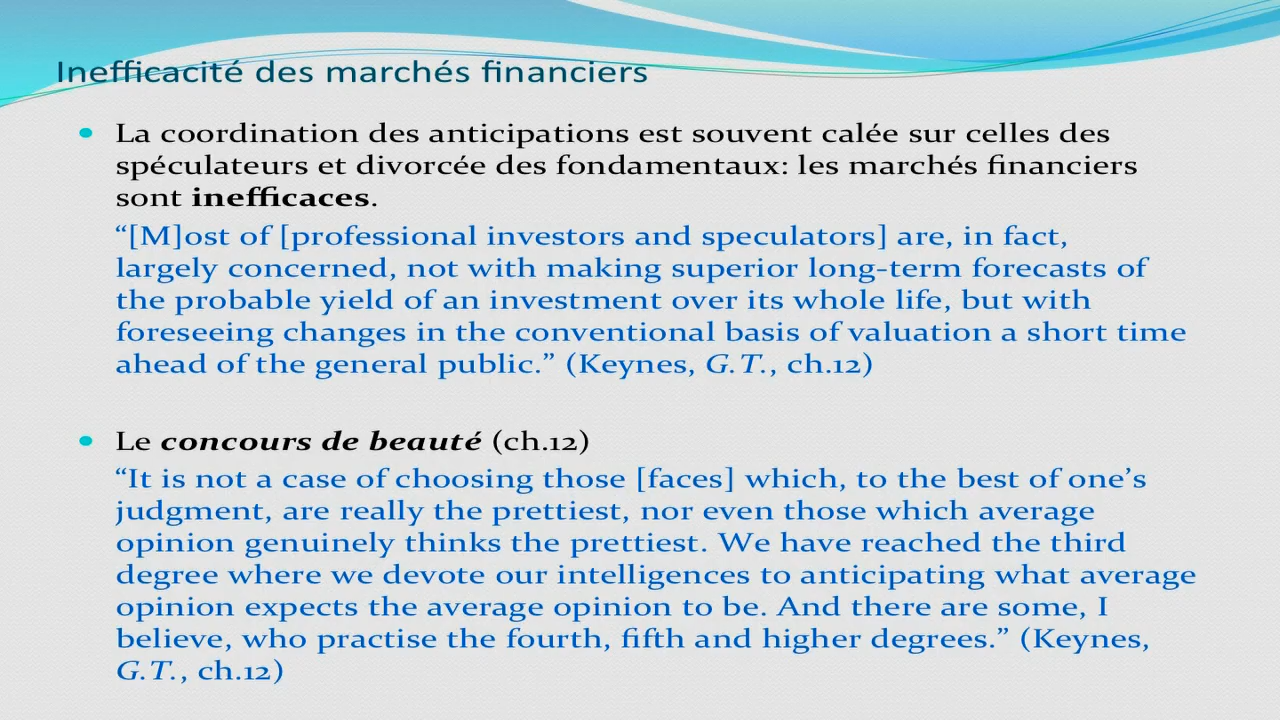 Inefficacité des marchés financiers
• La coordination des anticipations est souvent calée sur celles des
spéculateurs et divorcée des fondamentaux: les marchés financiers
sont inefficaces.
“[M]ost of [professional investors and speculators] are, in fact,
largely concerned, not with making superior long-term forecasts of
the probable yield of an investment over its whole life, but with
foreseeing changes in the conventional basis of valuation a short time
ahead of the general public.” (Keynes, G.T., ch.12)
• Le concours de beauté (ch.12)
“It is not a case of choosing those [faces] which, to the best of one’s
judgment, are really the prettiest, nor even those which average
opinion genuinely thinks the prettiest. We have reached the third
degree where we devote our intelligences to anticipating what average
opinion expects the average opinion to be. And there are some, I
believe, who practise the fourth, fifth and higher degrees.” (Keynes,
G.T., ch.12)